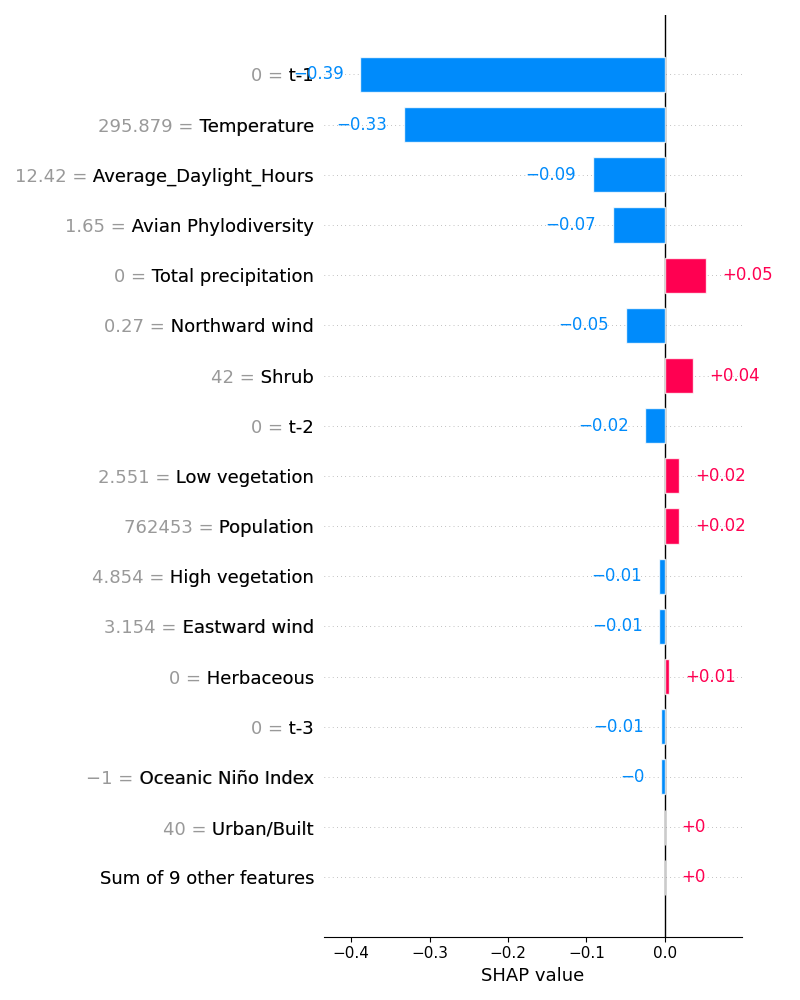 0 = t-1 −0.39
295.879 = Temperature −0.33
12.42 = Average_Daylight_Hours −0.09
1.65 = Avian Phylodiversity −0.07
0 = Total precipitation +0.05
0.27 = Northward wind −0.05
42 = Shrub +0.04
0 = t-2 −0.02
2.551 = Low vegetation +0.02
762453 = Population +0.02
4.854 = High vegetation −0.01
3.154 = Eastward wind −0.01
0 = Herbaceous +0.01
0 = t-3 −0.01
−1 = Oceanic Niño Index −0
40 = Urban/Built +0
Sum of 9 other features +0
−0.4 −0.3 −0.2 −0.1 0.0
SHAP value